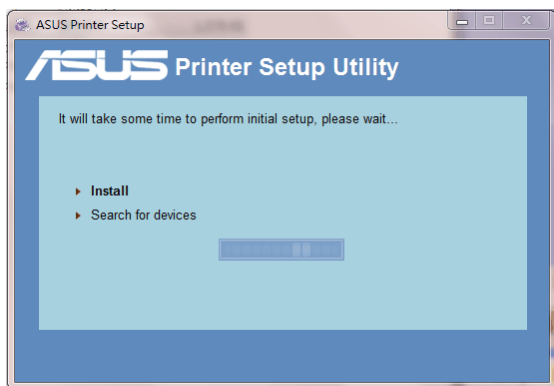 ASUS Printer Setup
ASUS Printer Setup Utility
It will take some time to perform initial setup, please wait...
Install
Search for devices